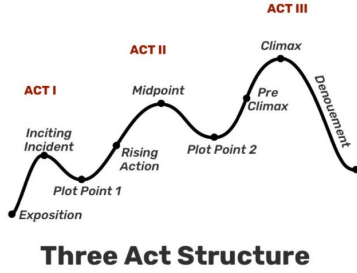 ACT III
Climax
ACT II
Midpoint
ACT I
Pre
Climax
Denouement
Inciting
Incident
Rising
Action
Plot Point 2
Plot Point 1
Exposition
Three Act Structure